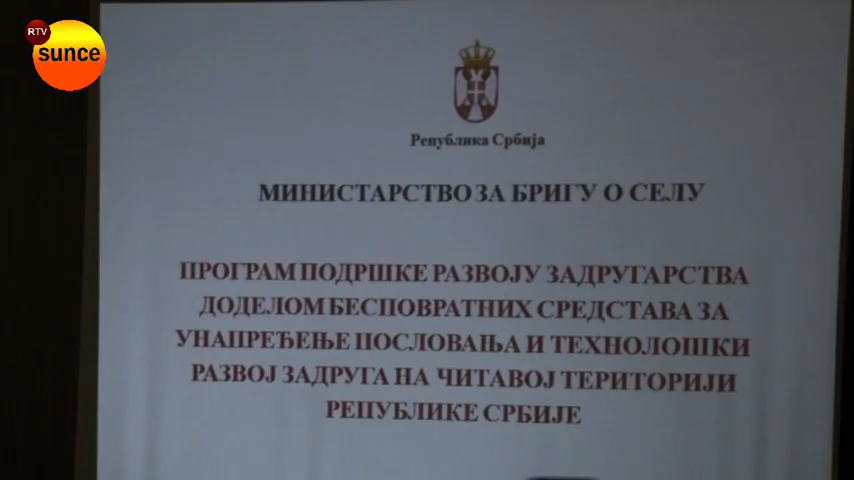 RTV
sunce
Република Србија
МИНИСТАРСТВО ЗА БРИГУ О СЕЛУ
ПРОГРАМ ПОДРШКЕ РАЗВОЈУ ЗАДРУГАРСТВА
ДОДЕЛОМ БЕСПОВРАТНИХ СРЕДСТАВА ЗА
УНАПРЕЂЕЊЕ ПОСЛОВАЊА И ТЕХНОЛОШКИ
РАЗВОЈ ЗАДРУГА НА ЧИТАВОЈ ТЕРИТОРИЈИ
РЕПУБЛИКЕ СРБИЈЕ